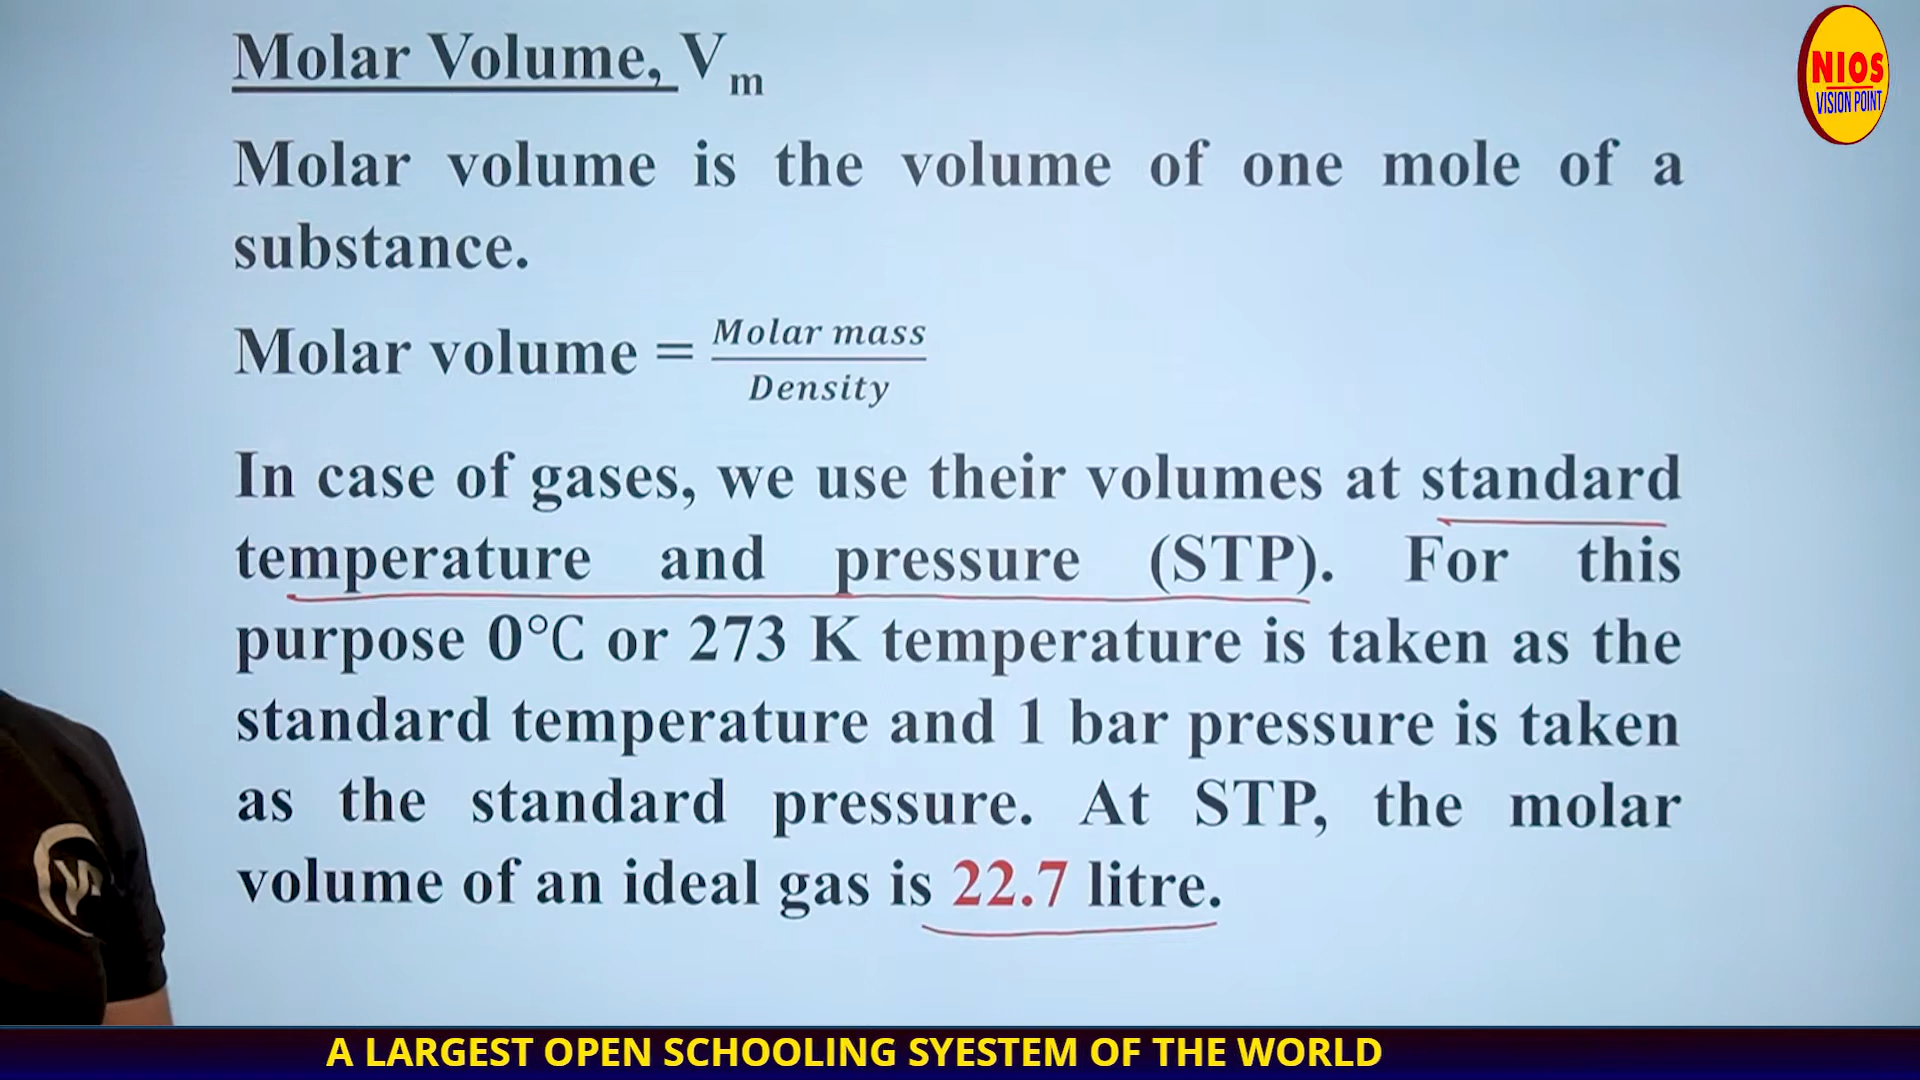 Molar Volume, Vm
NIOS
VISION POINT
Molar volume is the volume of one mole of a
substance.
Molar volume = Molar mass / Density
In case of gases, we use their volumes at standard
temperature and pressure (STP). For this
purpose 0°C or 273 K temperature is taken as the
standard temperature and 1 bar pressure is taken
as the standard pressure. At STP, the molar
volume of an ideal gas is 22.7 litre.
A LARGEST OPEN SCHOOLING SYESTEM OF THE WORLD